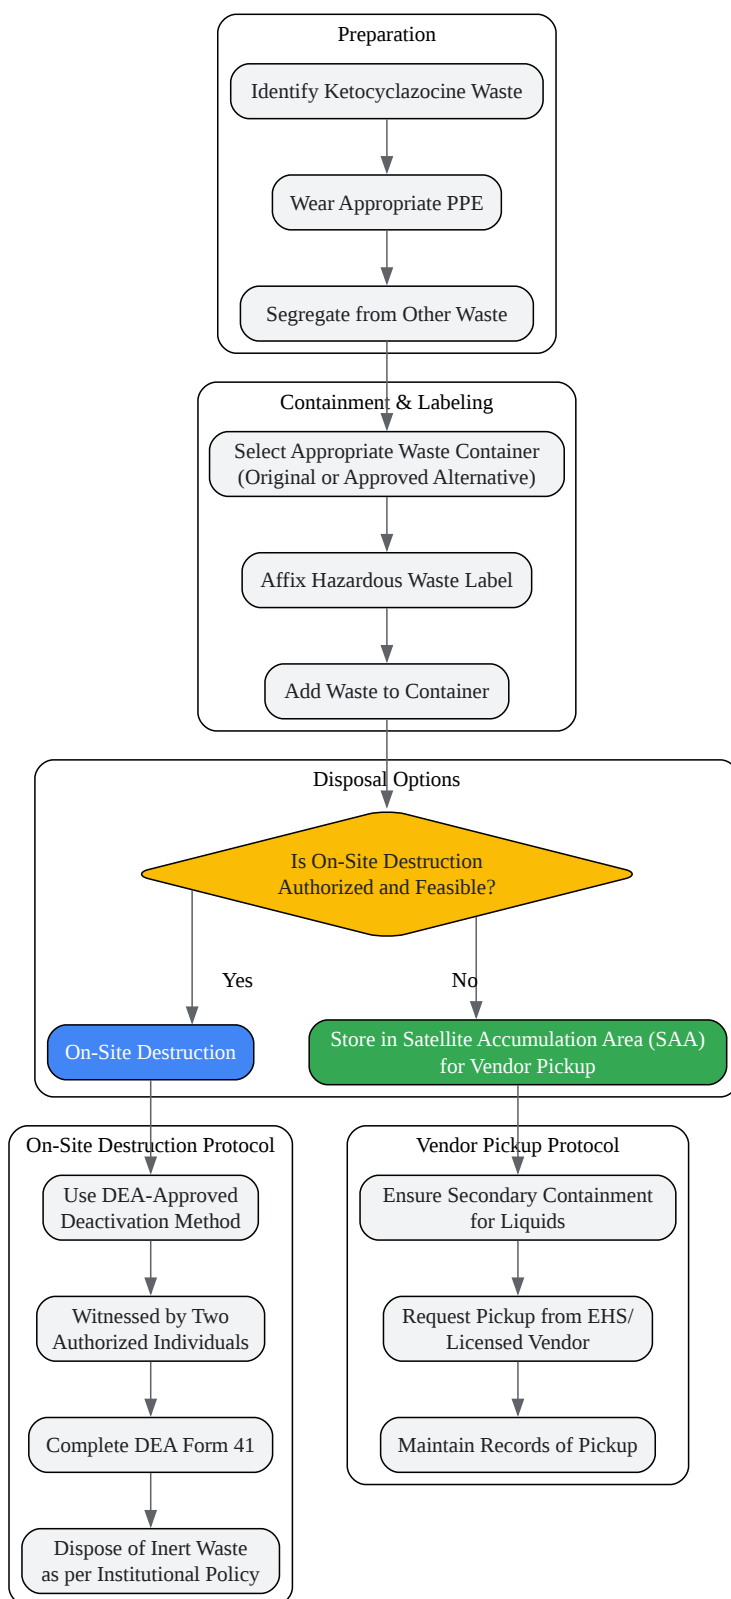 Preparation
Identify Ketocyclazocine Waste
Wear Appropriate PPE
Segregate from Other Waste
Containment & Labeling
Select Appropriate Waste Container
(Original or Approved Alternative)
Affix Hazardous Waste Label
Add Waste to Container
Disposal Options
Is On-Site Destruction
Authorized and Feasible?
Yes
No
On-Site Destruction
Store in Satellite Accumulation Area (SAA)
for Vendor Pickup
On-Site Destruction Protocol
Use DEA-Approved
Deactivation Method
Witnessed by Two
Authorized Individuals
Complete DEA Form 41
Dispose of Inert Waste
as per Institutional Policy
Vendor Pickup Protocol
Ensure Secondary Containment
for Liquids
Request Pickup from EHS/
Licensed Vendor
Maintain Records of Pickup